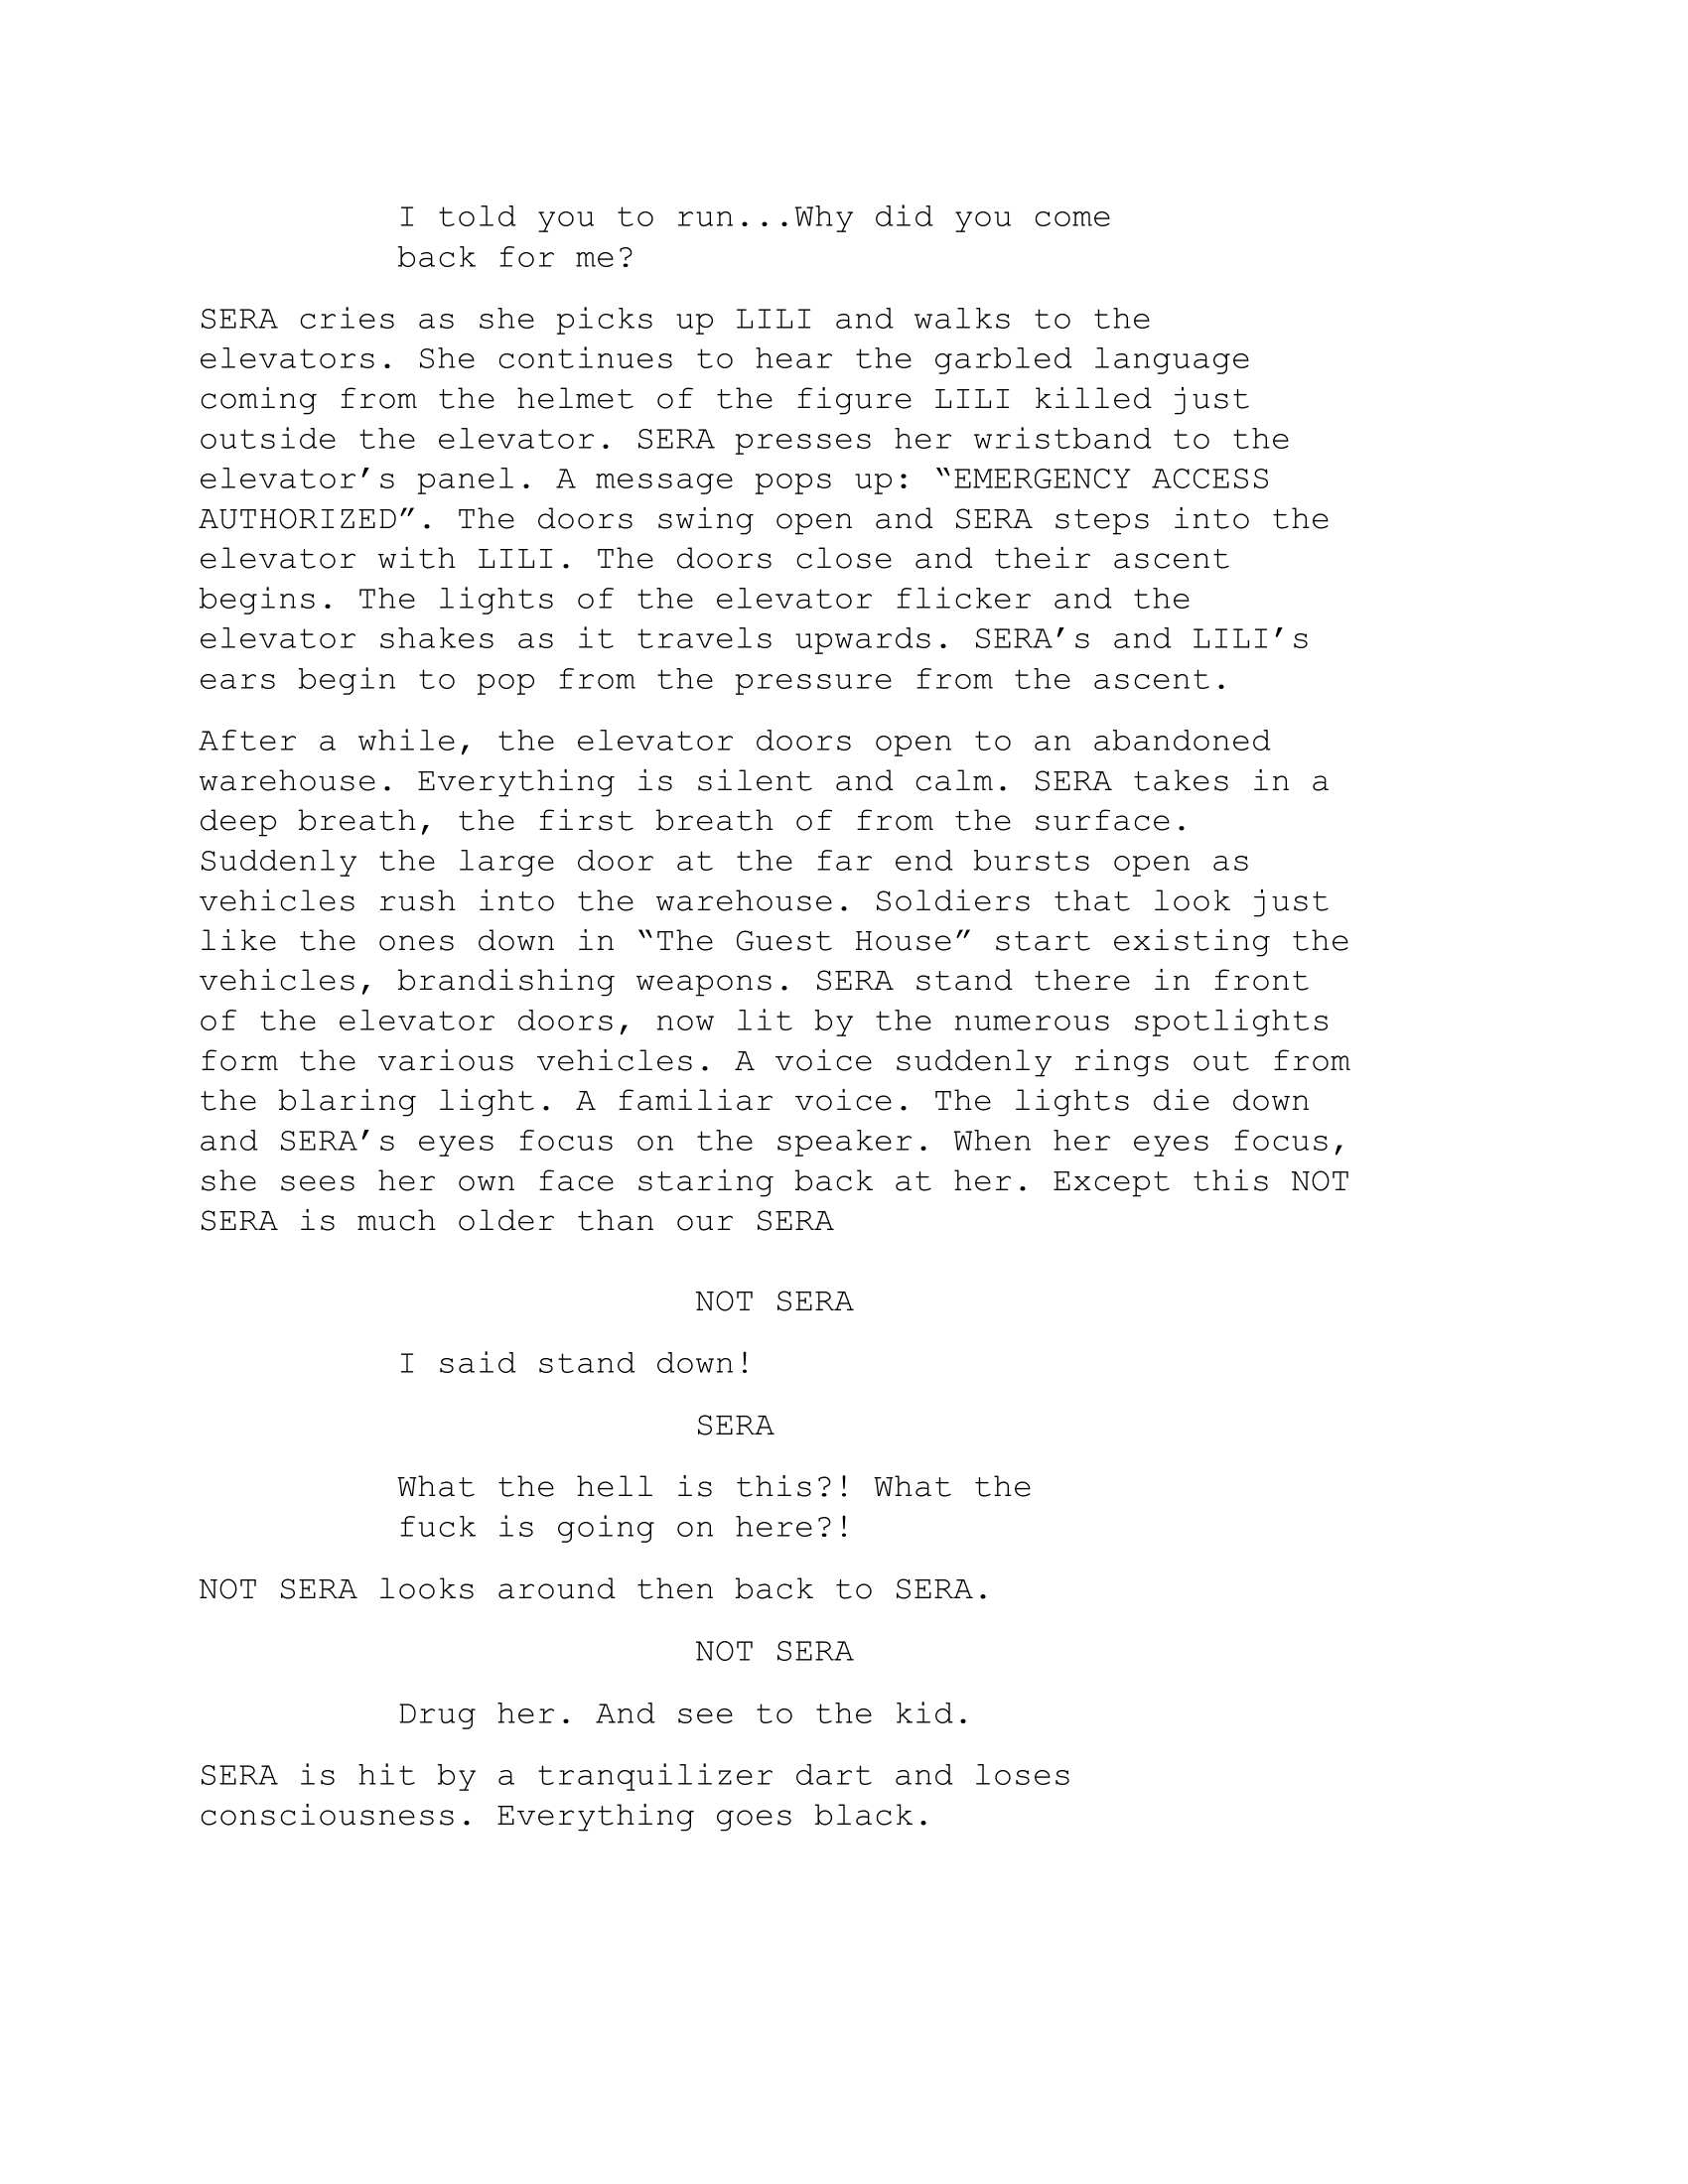 I told you to run...Why did you come
back for me?
SERA cries as she picks up LILI and walks to the
elevators. She continues to hear the garbled language
coming from the helmet of the figure LILI killed just
outside the elevator. SERA presses her wristband to the
elevator’s panel. A message pops up: “EMERGENCY ACCESS
AUTHORIZED”. The doors swing open and SERA steps into the
elevator with LILI. The doors close and their ascent
begins. The lights of the elevator flicker and the
elevator shakes as it travels upwards. SERA’s and LILI’s
ears begin to pop from the pressure from the ascent.
After a while, the elevator doors open to an abandoned
warehouse. Everything is silent and calm. SERA takes in a
deep breath, the first breath of from the surface.
Suddenly the large door at the far end bursts open as
vehicles rush into the warehouse. Soldiers that look just
like the ones down in “The Guest House” start existing the
vehicles, brandishing weapons. SERA stand there in front
of the elevator doors, now lit by the numerous spotlights
form the various vehicles. A voice suddenly rings out from
the blaring light. A familiar voice. The lights die down
and SERA’s eyes focus on the speaker. When her eyes focus,
she sees her own face staring back at her. Except this NOT
SERA is much older than our SERA
NOT SERA
I said stand down!
SERA
What the hell is this?! What the
fuck is going on here?!
NOT SERA looks around then back to SERA.
NOT SERA
Drug her. And see to the kid.
SERA is hit by a tranquilizer dart and loses
consciousness. Everything goes black.